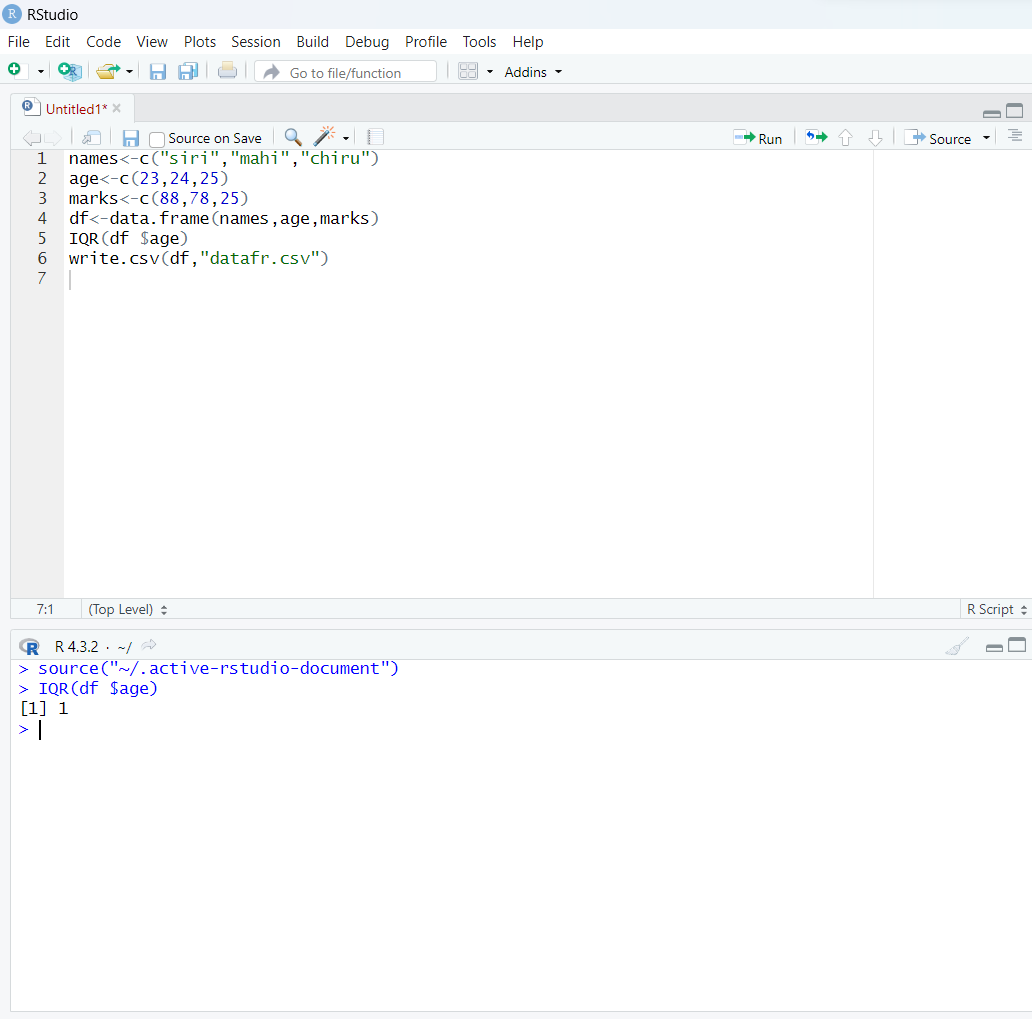 RStudio
File Edit Code View Plots Session Build Debug Profile Tools Help
Go to file/function Addins
Untitled1*
Source on Save Run Source
1 names<-c("siri","mahi","chiru")
2 age<-c(23,24,25)
3 marks<-c(88,78,25)
4 df<-data.frame(names,age,marks)
5 IQR(df $age)
6 write.csv(df,"datafr.csv")
7
7:1 (Top Level) R Script
R 4.3.2 · ~/
> source("~/.active-rstudio-document")
> IQR(df $age)
[1] 1
>